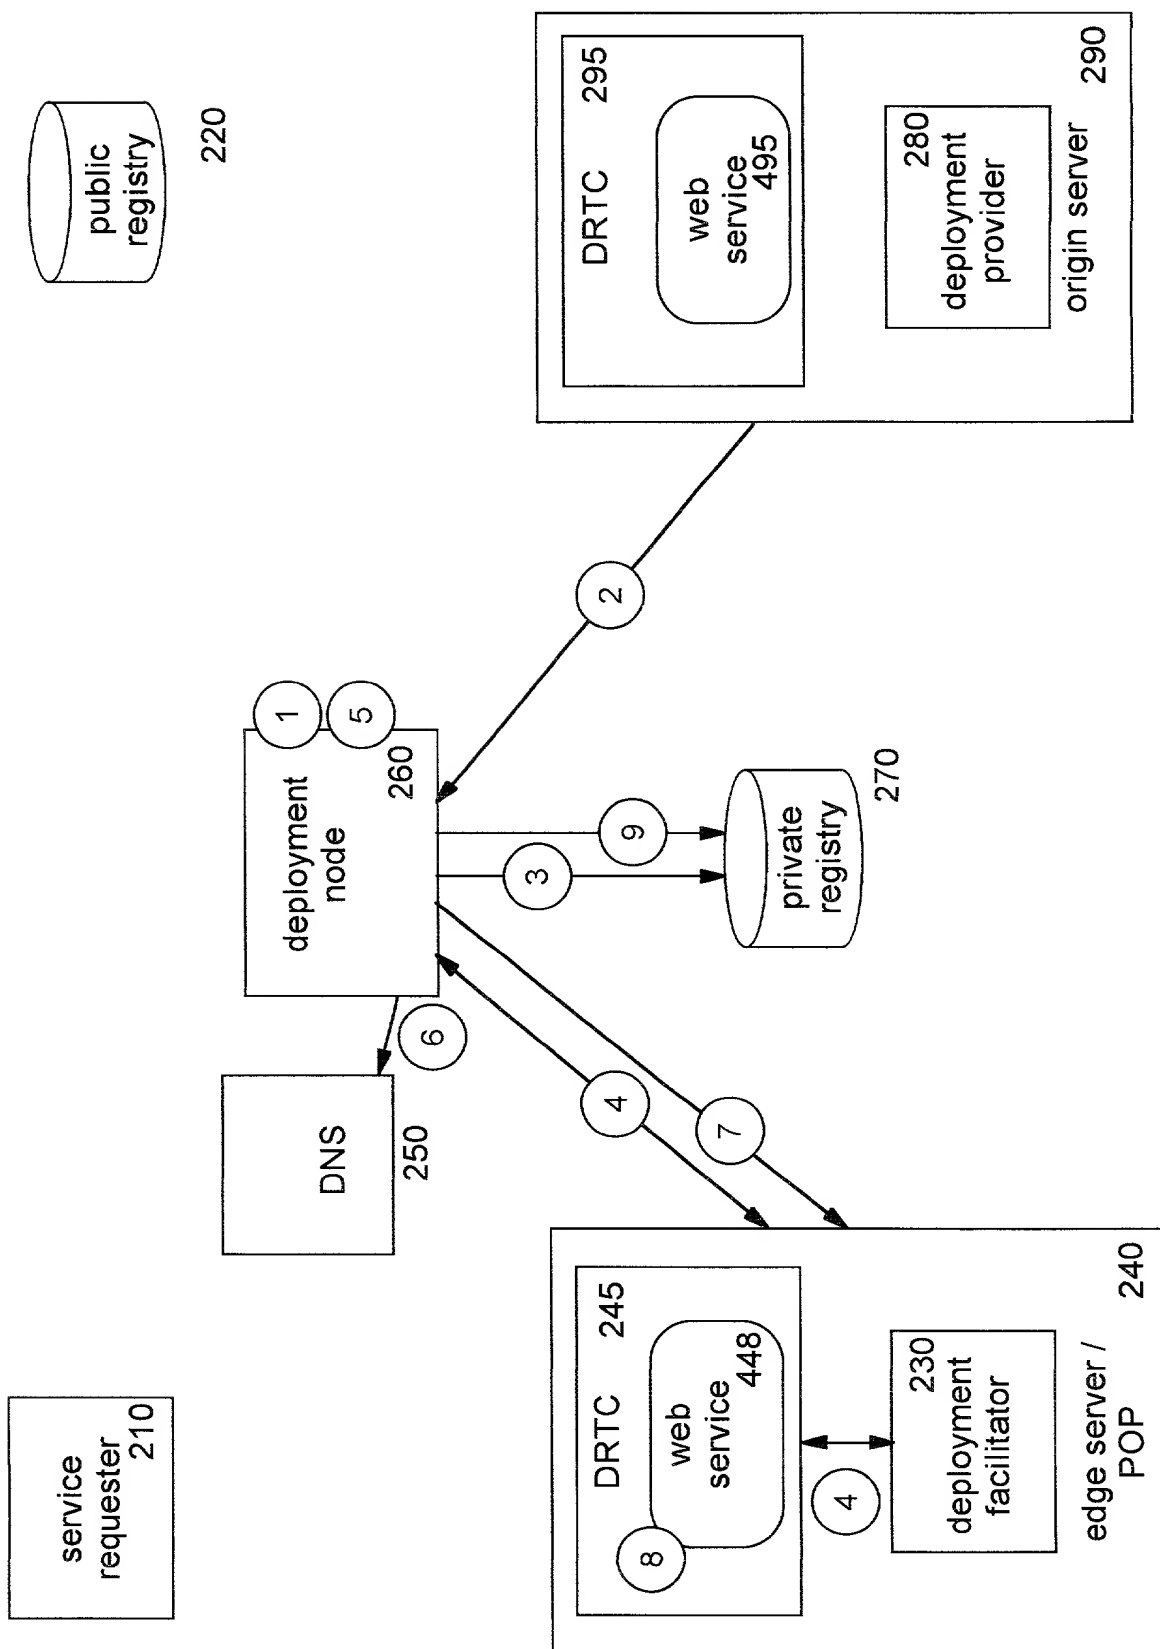 service
requester
210
public
registry
220
DNS
250
deployment
node
260
1
5
6
DRTC
245
web
service
448
8
4
deployment
facilitator
230
edge server /
POP
240
4
7
3
9
private
registry
270
2
DRTC
295
web
service
495
deployment
provider
280
origin server
290